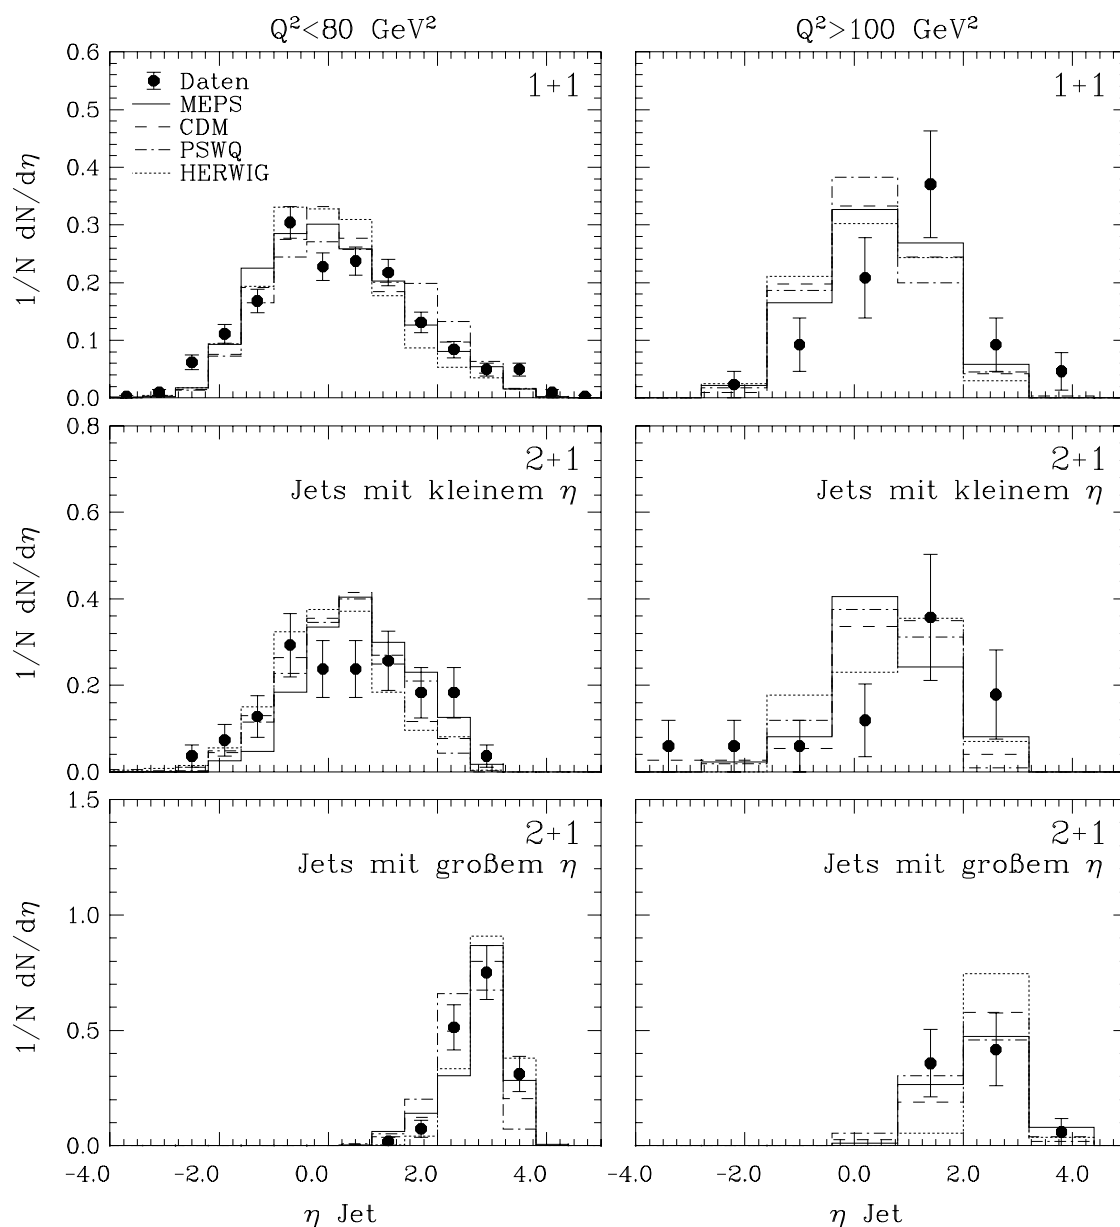 Q²<80 GeV²
Q²>100 GeV²
0.6
0.5
0.4
0.3
0.2
0.1
0.0
1/N dN/dη
Daten
MEPS
CDM
PSWQ
HERWIG
1+1
1+1
0.8
0.6
0.4
0.2
0.0
1/N dN/dη
2+1
Jets mit kleinem η
2+1
Jets mit kleinem η
1.5
1.0
0.5
0.0
1/N dN/dη
2+1
Jets mit großem η
2+1
Jets mit großem η
-4.0 -2.0 0.0 2.0 -4.0 -2.0 0.0 2.0 4.0
η Jet
η Jet